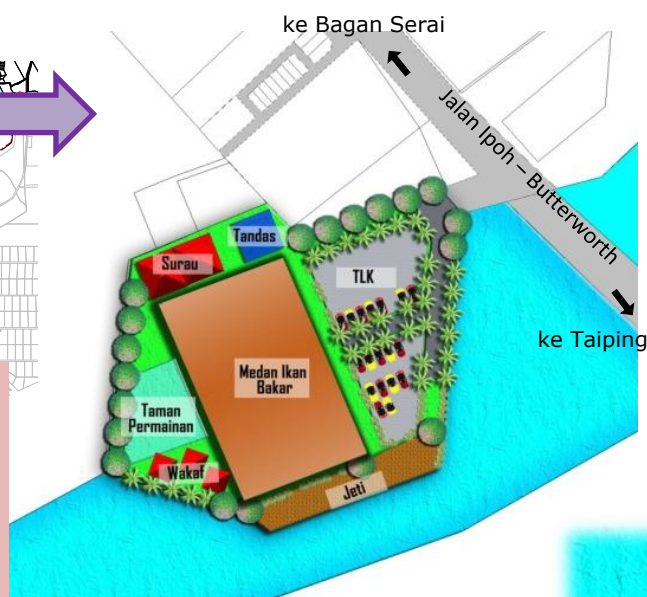 ke Bagan Serai
Jalan Ipoh – Butterworth
ke Taiping
Tandas
Surau
TLK
Medan Ikan
Bakar
Taman
Permainan
Wakaf
Jeti